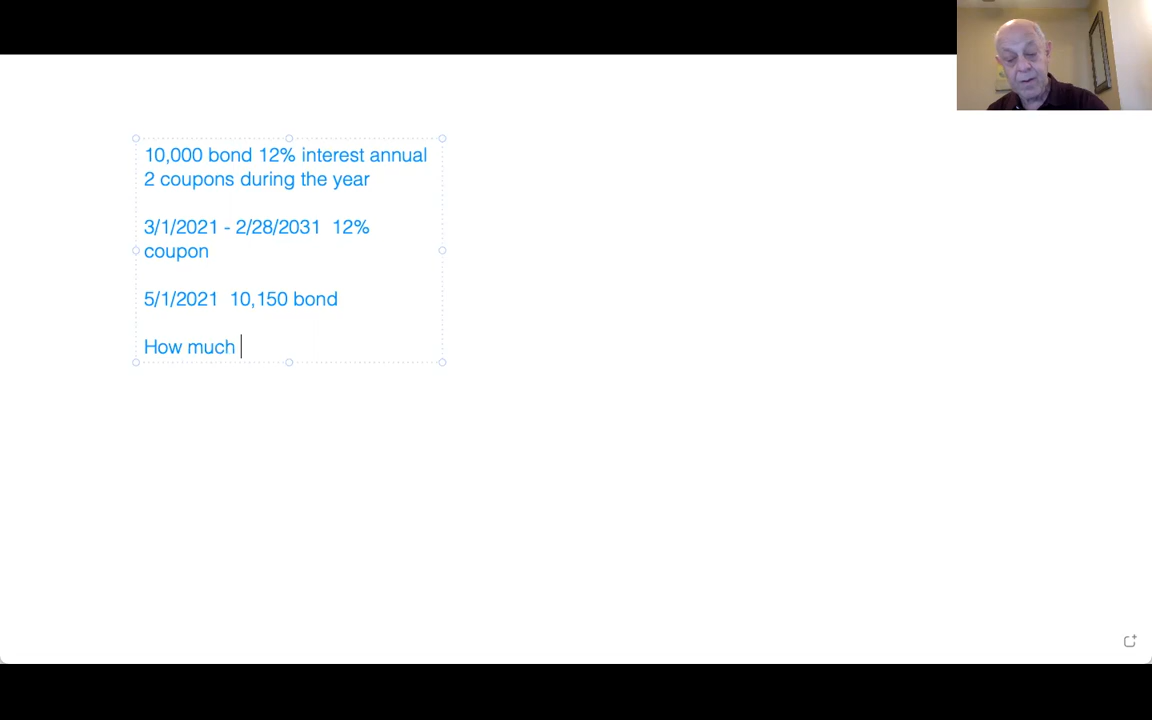 10,000 bond 12% interest annual
2 coupons during the year
3/1/2021 - 2/28/2031 12%
coupon
5/1/2021 10,150 bond
How much